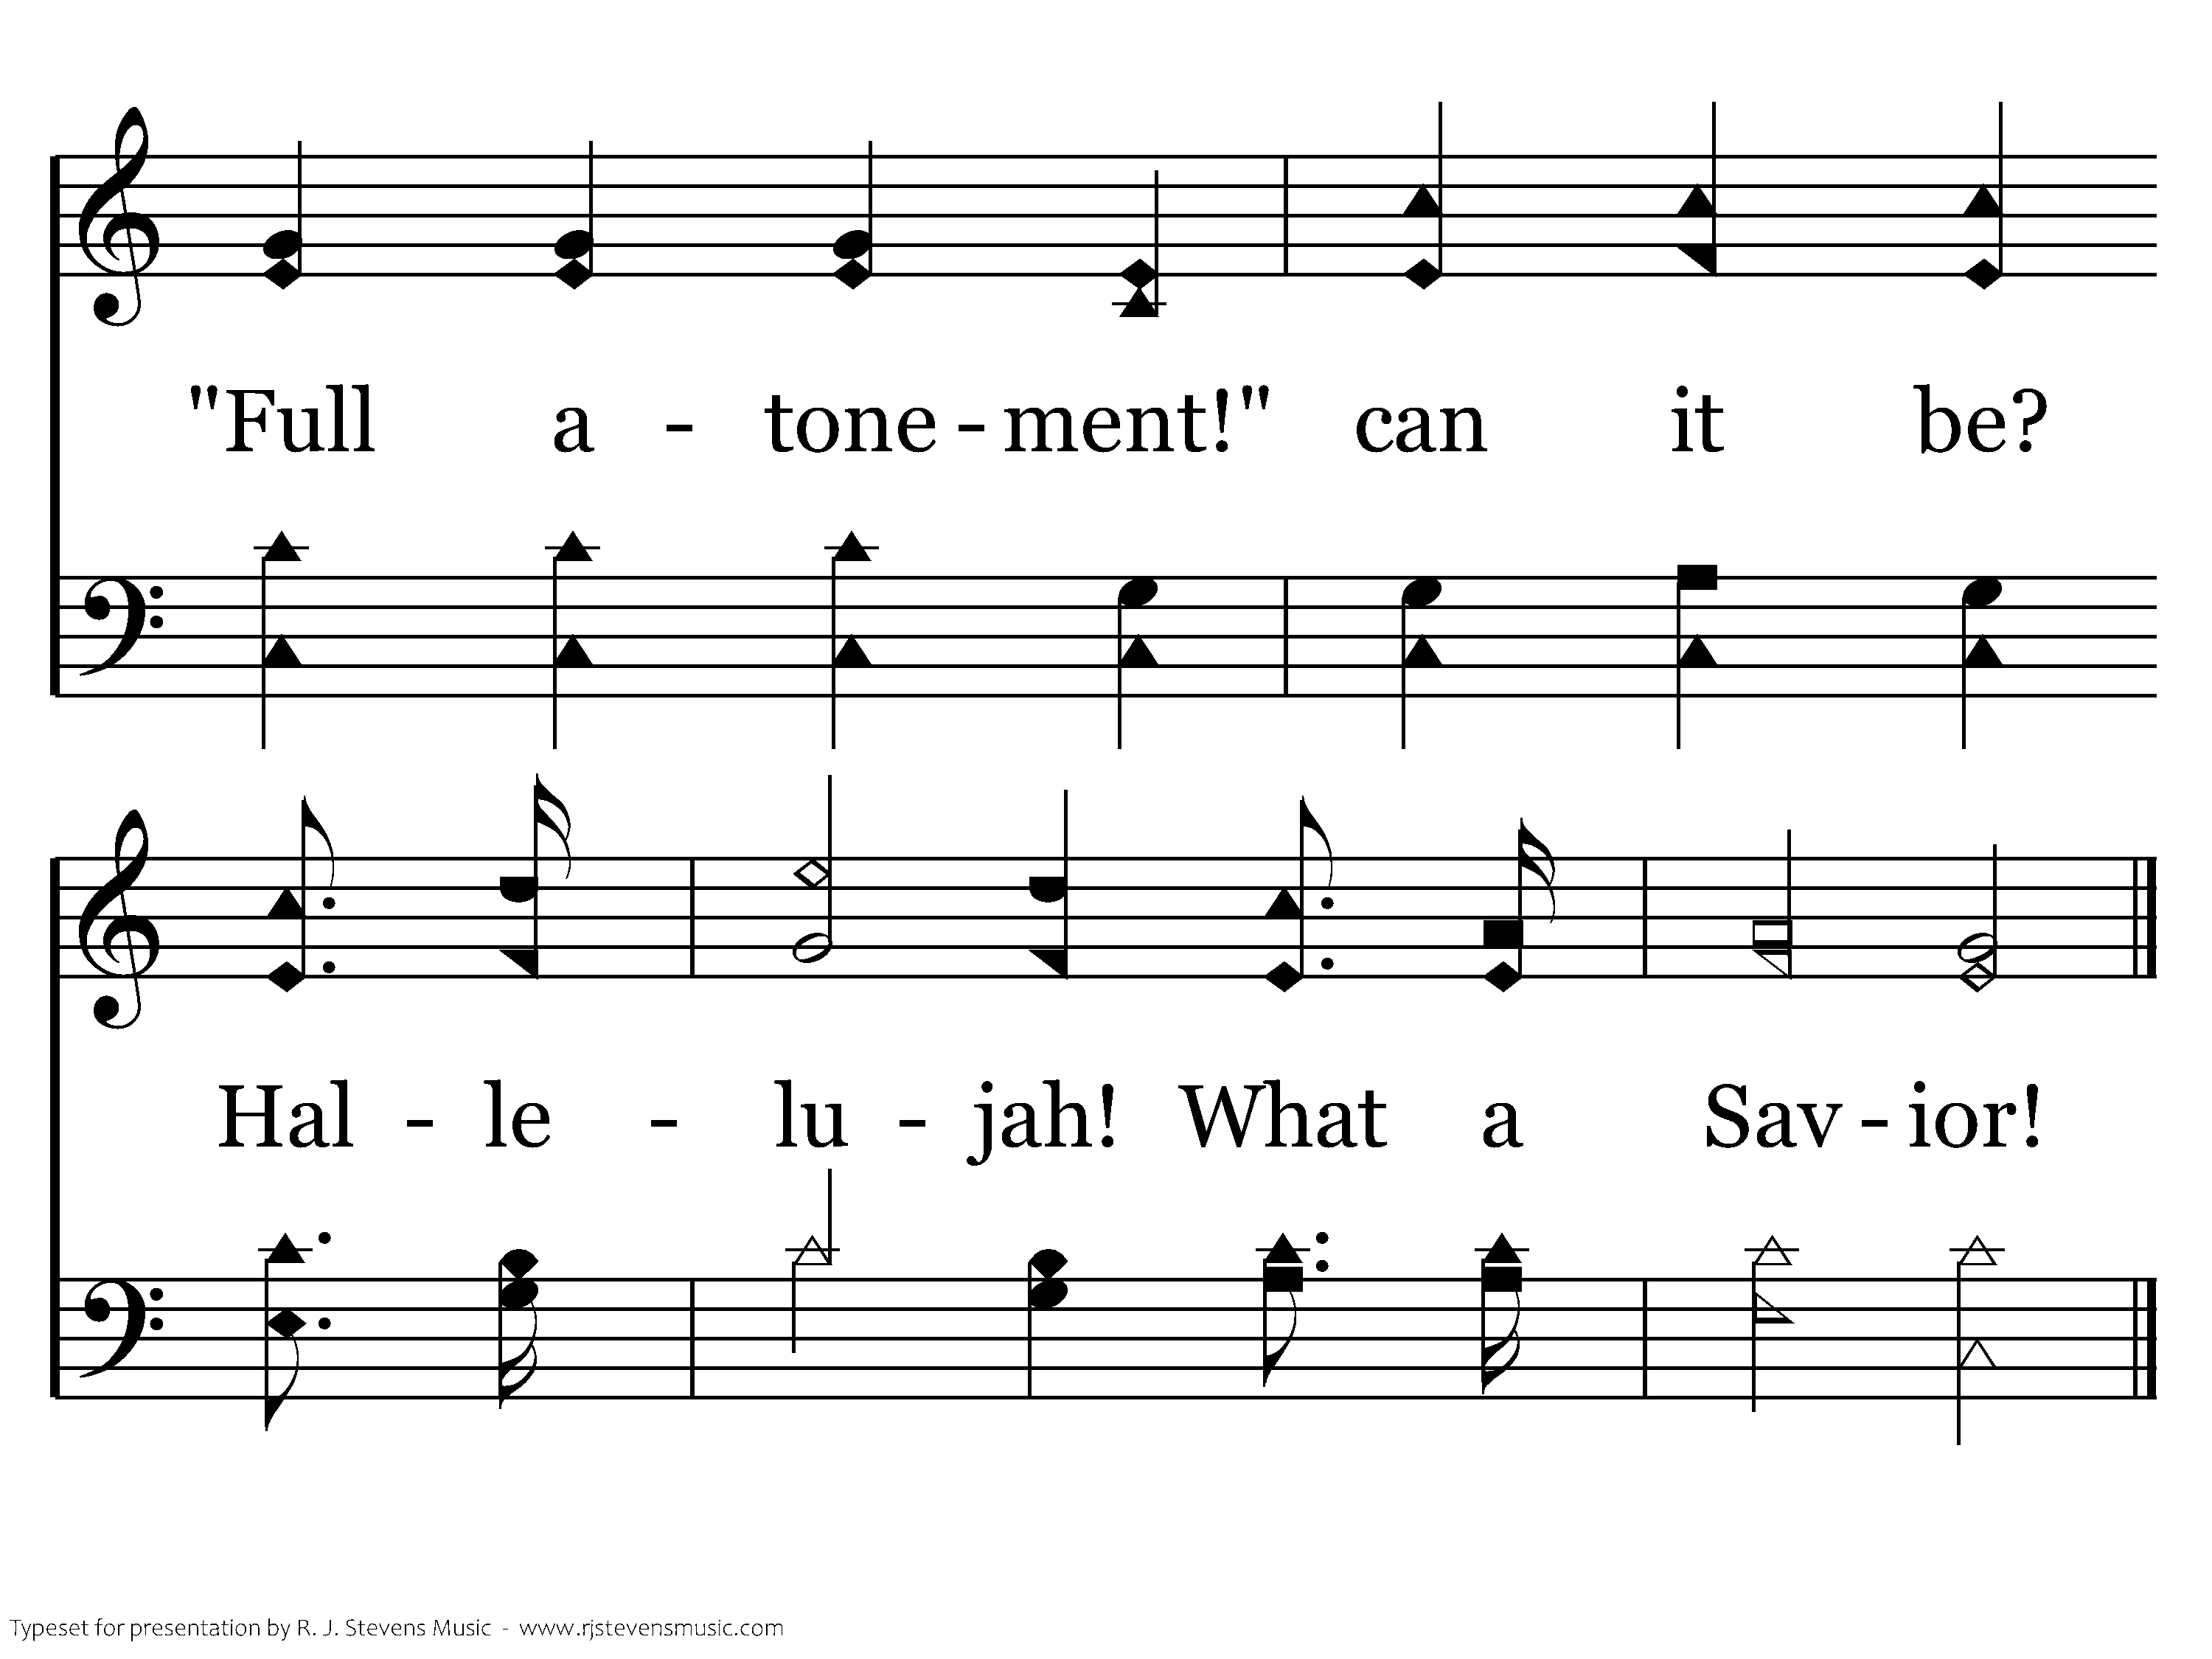 "Full a - tone - ment!" can it be?
Hal - le - lu - jah! What a Sav - ior!
Typeset for presentation by R. J. Stevens Music - www.rjstevensmusic.com